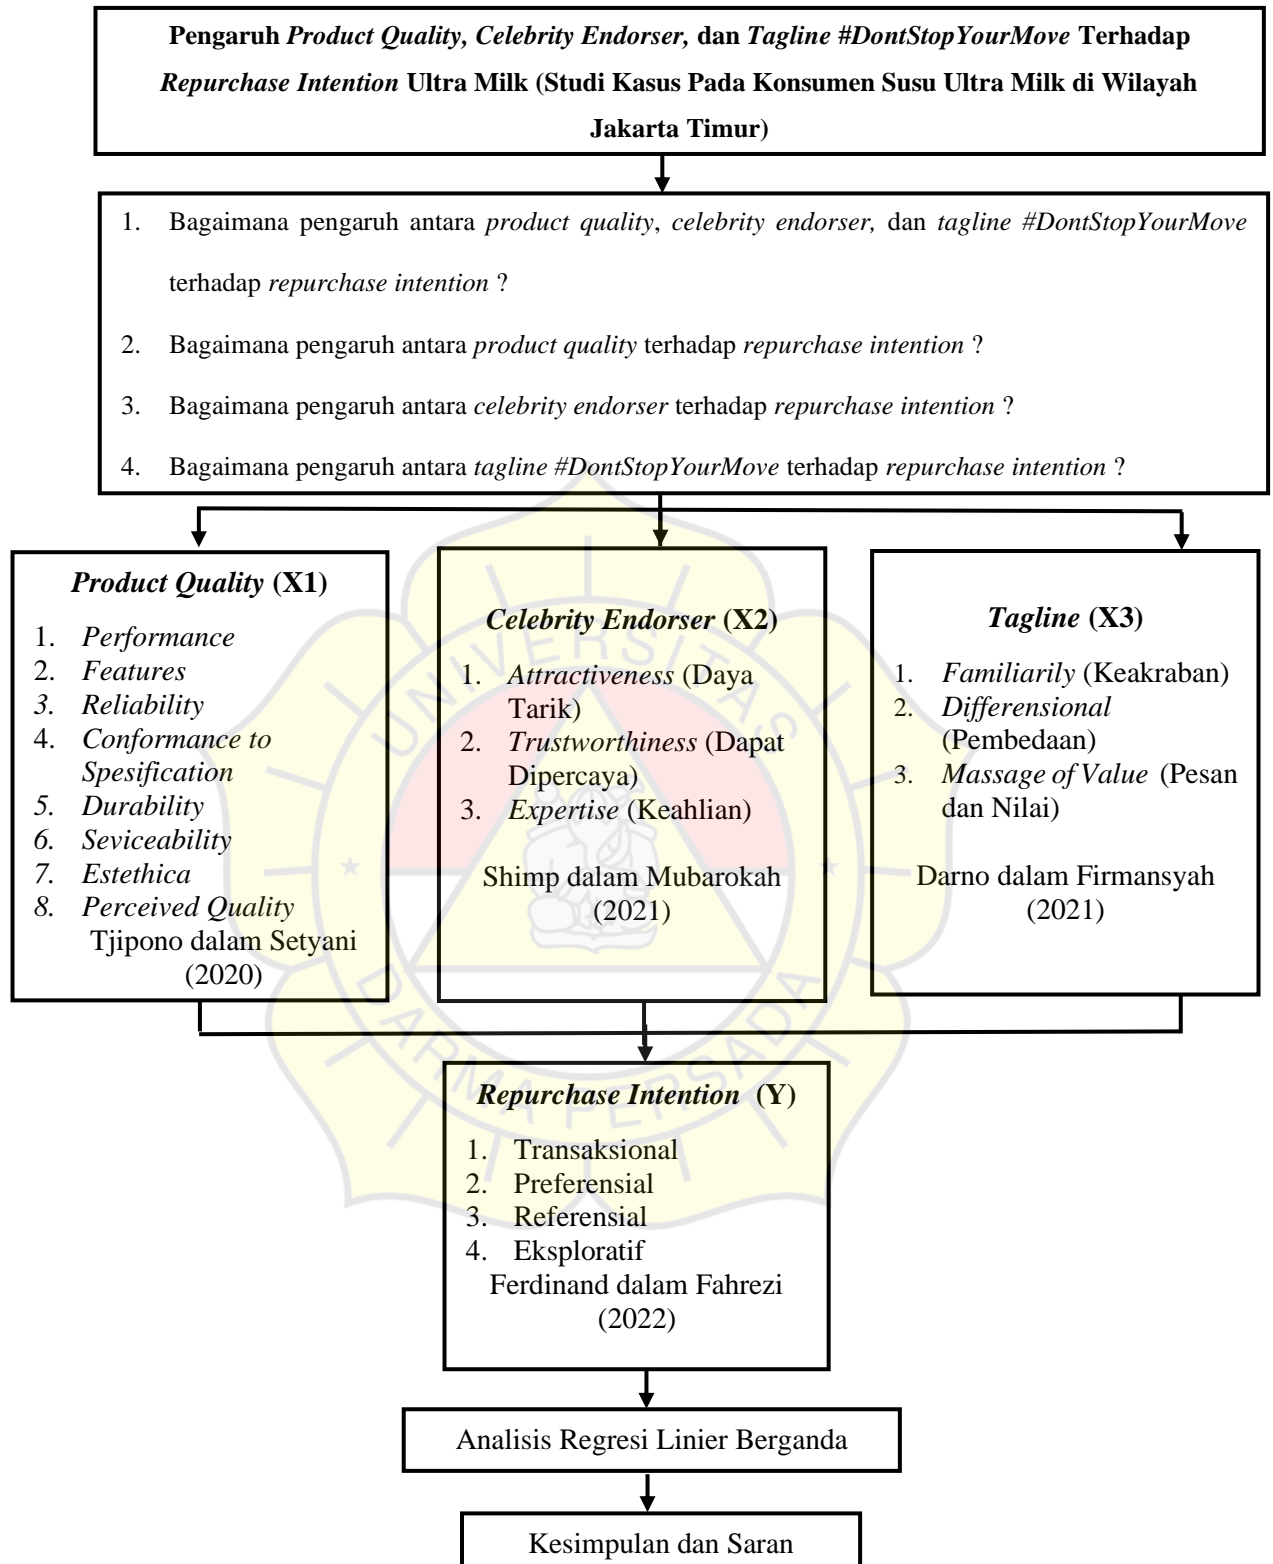 Pengaruh Product Quality, Celebrity Endorser, dan Tagline #DontStopYourMove Terhadap
Repurchase Intention Ultra Milk (Studi Kasus Pada Konsumen Susu Ultra Milk di Wilayah
Jakarta Timur)
1. Bagaimana pengaruh antara product quality, celebrity endorser, dan tagline #DontStopYourMove
terhadap repurchase intention ?
2. Bagaimana pengaruh antara product quality terhadap repurchase intention ?
3. Bagaimana pengaruh antara celebrity endorser terhadap repurchase intention ?
4. Bagaimana pengaruh antara tagline #DontStopYourMove terhadap repurchase intention ?
Product Quality (X1)
1. Performance
2. Features
3. Reliability
4. Conformance to
Spesification
5. Durability
6. Seviceability
7. Estethica
8. Perceived Quality
Tjipono dalam Setyani
(2020)
Celebrity Endorser (X2)
1. Attractiveness (Daya
Tarik)
2. Trustworthiness (Dapat
Dipercaya)
3. Expertise (Keahlian)
Shimp dalam Mubarokah
(2021)
Tagline (X3)
1. Familiarily (Keakraban)
2. Differensional
(Pembedaan)
3. Massage of Value (Pesan
dan Nilai)
Darno dalam Firmansyah
(2021)
Repurchase Intention (Y)
1. Transaksional
2. Preferensial
3. Referensial
4. Eksploratif
Ferdinand dalam Fahrezi
(2022)
Analisis Regresi Linier Berganda
Kesimpulan dan Saran
UNIVERSITAS
DARMA PERSADA